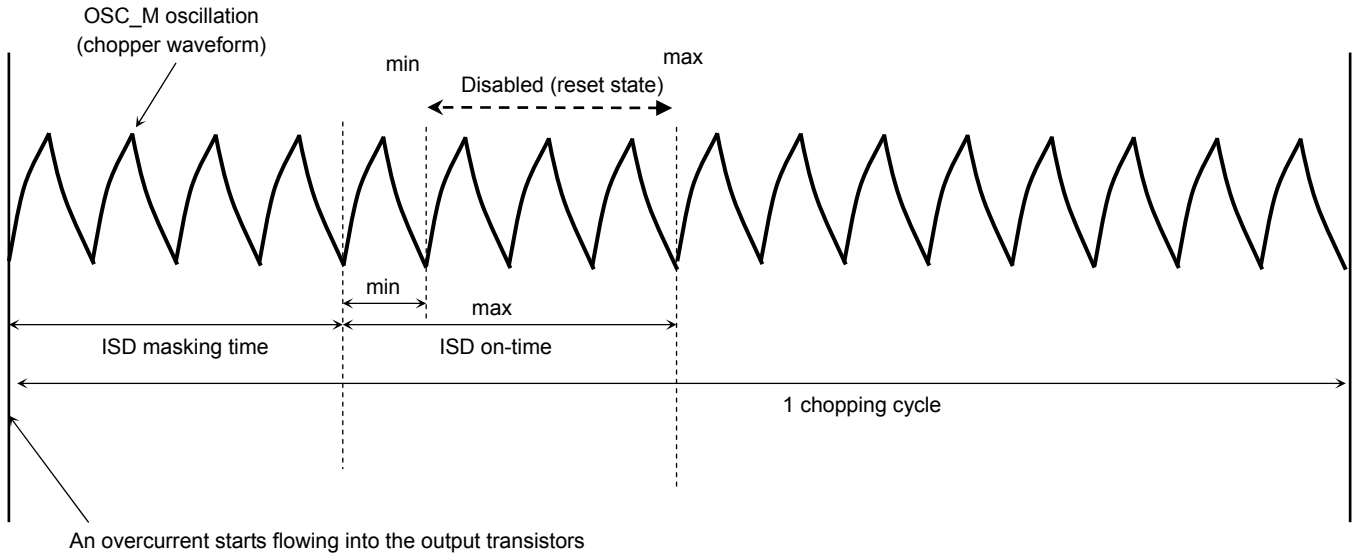 OSC_M oscillation
(chopper waveform)
min
max
Disabled (reset state)
min
max
ISD masking time
ISD on-time
1 chopping cycle
An overcurrent starts flowing into the output transistors